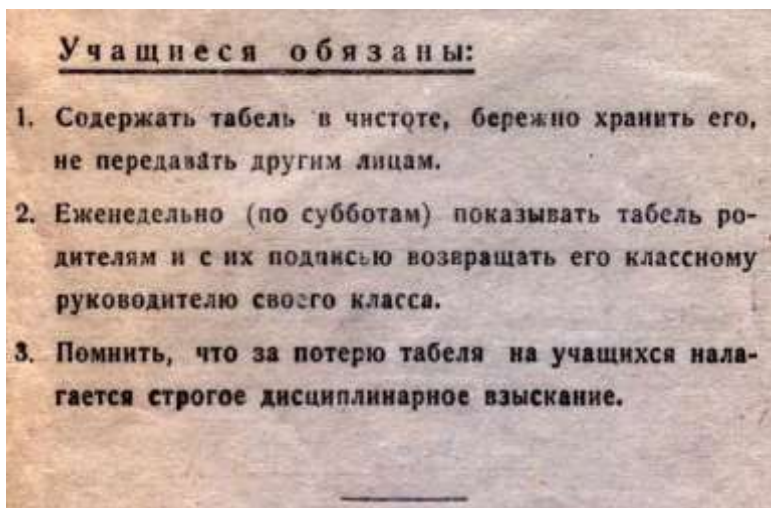 Учащиеся обязаны:
1. Содержать табель в чистоте, бережно хранить его,
не передавать другим лицам.
2. Еженедельно (по субботам) показывать табель ро-
дителям и с их подписью возвращать его классному
руководителю своего класса.
3. Помнить, что за потерю табеля на учащихся нала-
гается строгое дисциплинарное взыскание.